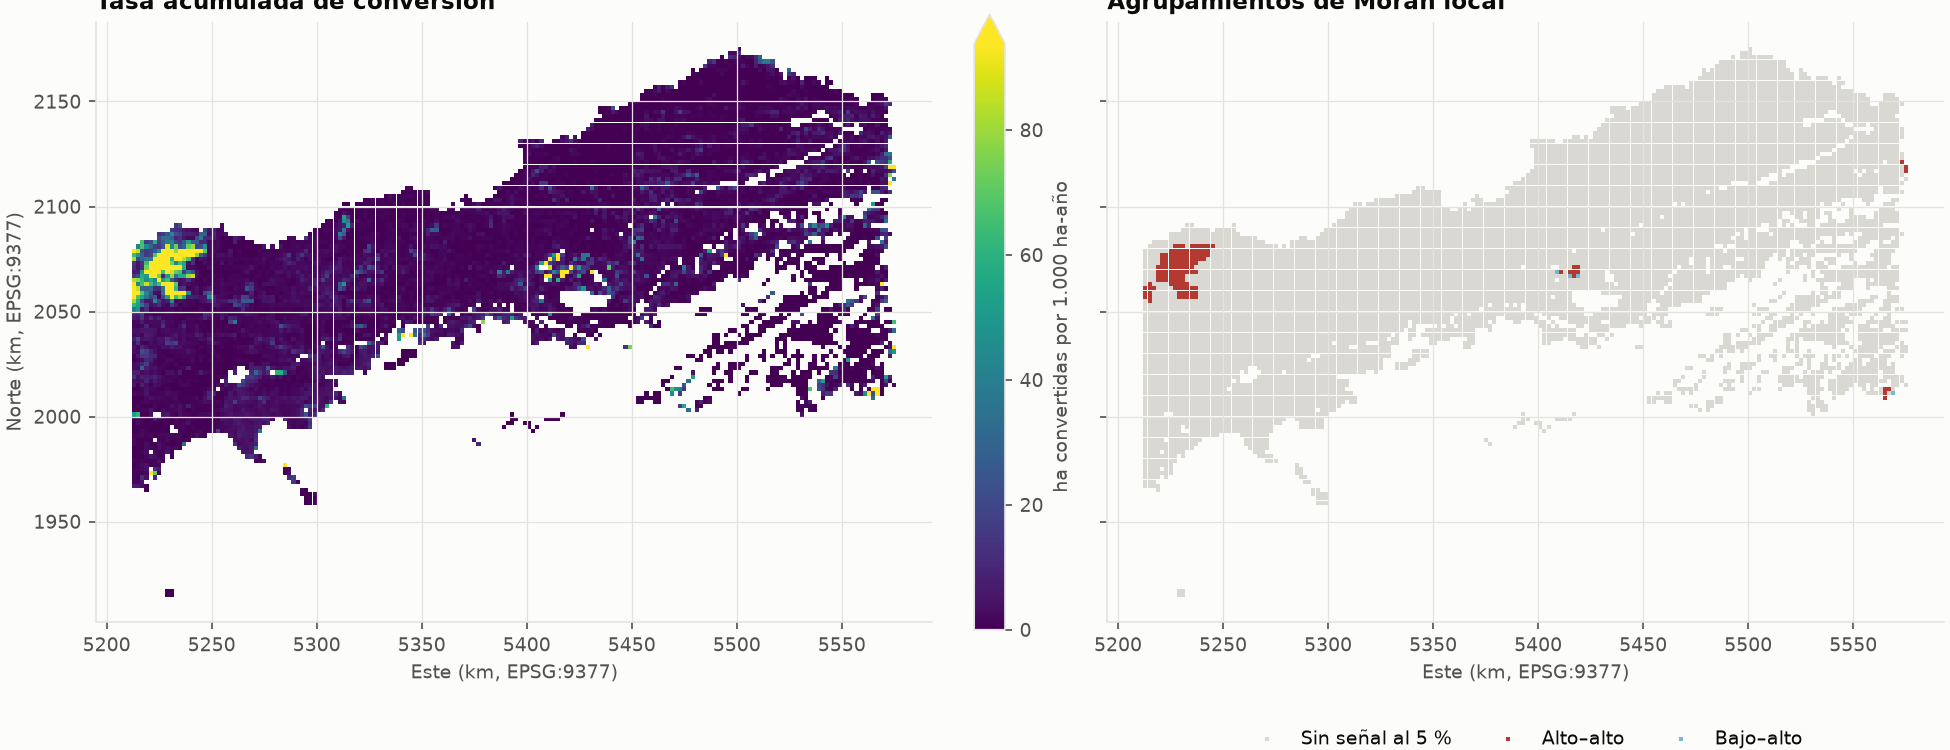 Tasa acumulada de conversión
Agrupamientos de Moran local
2150
2100
2050
2000
1950
Norte (km, EPSG:9377)
5200 5250 5300 5350 5400 5450 5500 5550
Este (km, EPSG:9377)
80
60
40
20
0
ha convertidas por 1.000 ha-año
5200 5250 5300 5350 5400 5450 5500 5550
Este (km, EPSG:9377)
Sin señal al 5 % Alto–alto Bajo–alto